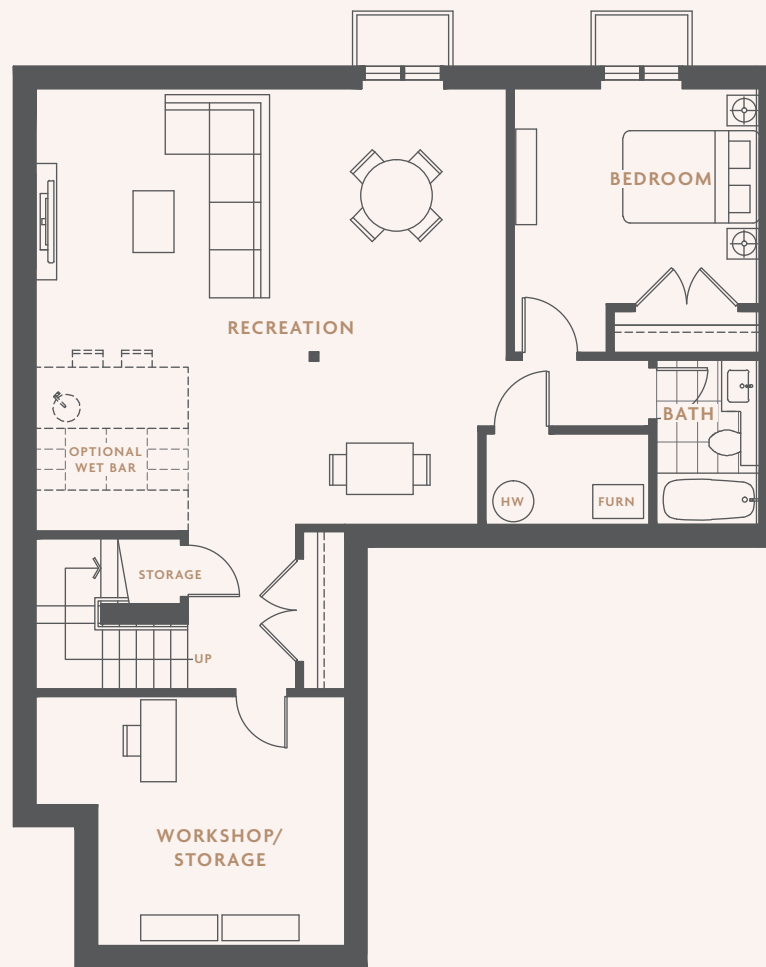 BEDROOM
RECREATION
BATH
OPTIONAL
WET BAR
HW
FURN
STORAGE
UP
WORKSHOP/
STORAGE